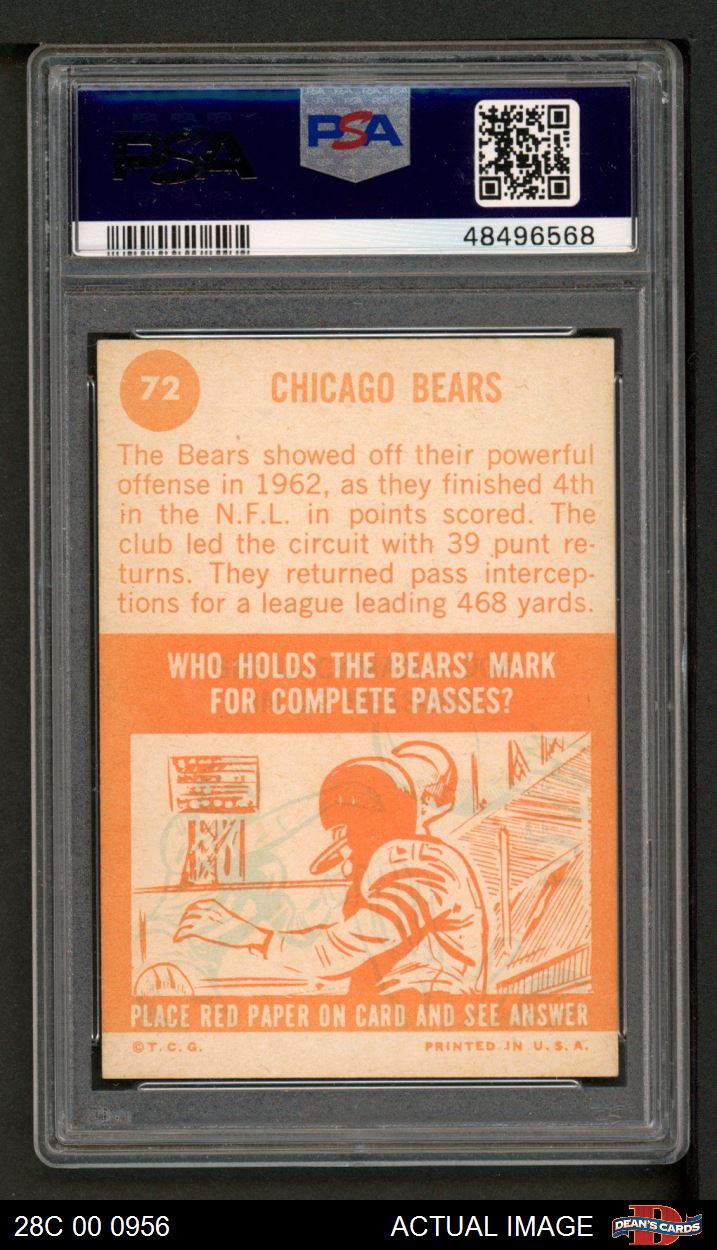 PSA
PSA
48496568
72
CHICAGO BEARS
The Bears showed off their powerful
offense in 1962, as they finished 4th
in the N.F.L. in points scored. The
club led the circuit with 39 punt re-
turns. They returned pass intercep-
tions for a league leading 468 yards.
WHO HOLDS THE BEARS' MARK
FOR COMPLETE PASSES?
PLACE RED PAPER ON CARD AND SEE ANSWER
©T.C.G.
PRINTED IN U.S.A.
28C 00 0956
ACTUAL IMAGE
D
DEAN'S CARDS